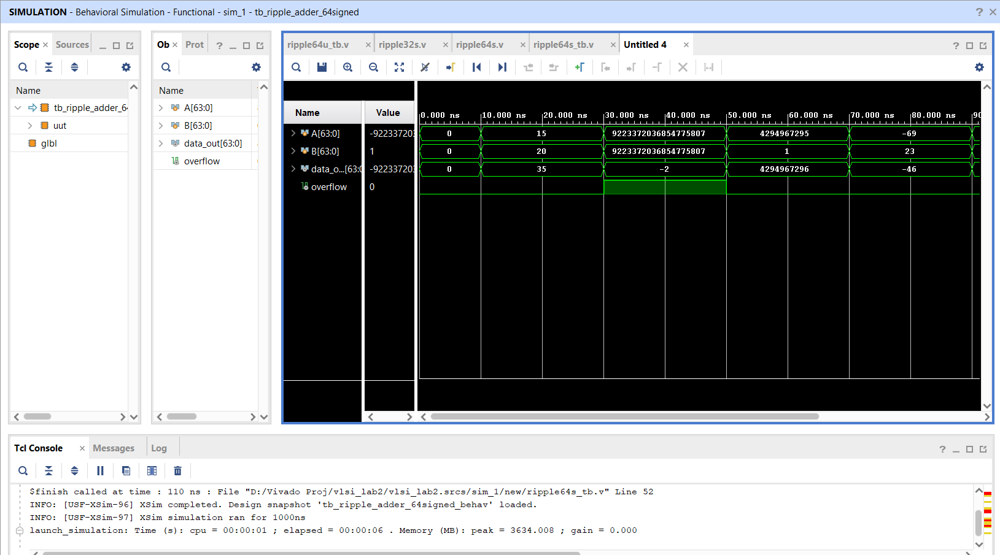 SIMULATION - Behavioral Simulation - Functional - sim_1 - tb_ripple_adder_64signed
Scope
Sources
Name
tb_ripple_adder_64
uut
glbl
Ob
Prot
Name
A[63:0]
B[63:0]
data_out[63:0]
overflow
ripple64u_tb.v
ripple32s.v
ripple64s.v
ripple64s_tb.v
Untitled 4
Name
Value
0.000 ns
10.000 ns
20.000 ns
30.000 ns
40.000 ns
50.000 ns
60.000 ns
70.000 ns
80.000 ns
90
A[63:0]
-922337203
0
15
9223372036854775807
4294967295
-69
B[63:0]
1
0
20
9223372036854775807
1
23
data_o...[63:0
-922337203
0
35
-2
4294967296
-46
overflow
0
Tcl Console
Messages
Log
$finish called at time : 110 ns : File "D:/Vivado Proj/vlsi_lab2/vlsi_lab2.srcs/sim_1/new/ripple64s_tb.v" Line 52
INFO: [USF-XSim-96] XSim completed. Design snapshot 'tb_ripple_adder_64signed_behav' loaded.
INFO: [USF-XSim-97] XSim simulation ran for 1000ns
launch_simulation: Time (s): cpu = 00:00:01 ; elapsed = 00:00:06 . Memory (MB): peak = 3634.008 ; gain = 0.000